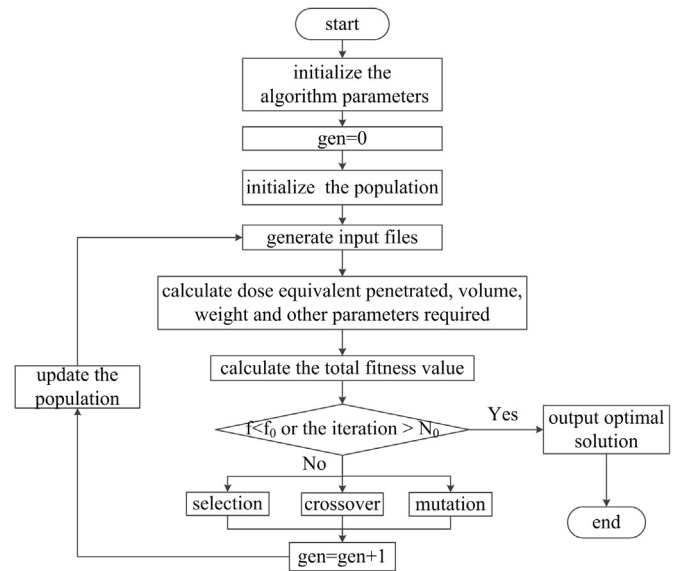 start
initialize the
algorithm parameters
gen=0
initialize the population
generate input files
calculate dose equivalent penetrated, volume,
weight and other parameters required
calculate the total fitness value
update the
population
f<f₀ or the iteration > N₀
Yes
output optimal
solution
No
selection
crossover
mutation
end
gen=gen+1